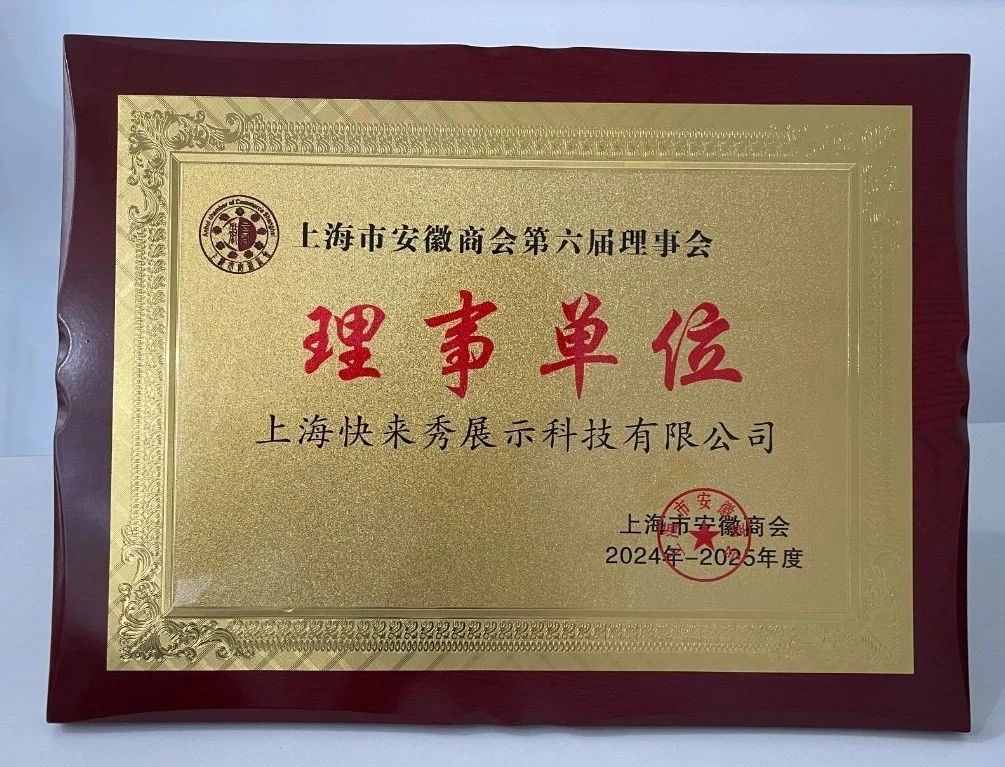 上海市安徽商会第六届理事会
理事单位
上海快来秀展示科技有限公司
上海市安徽商会
2024年-2025年度